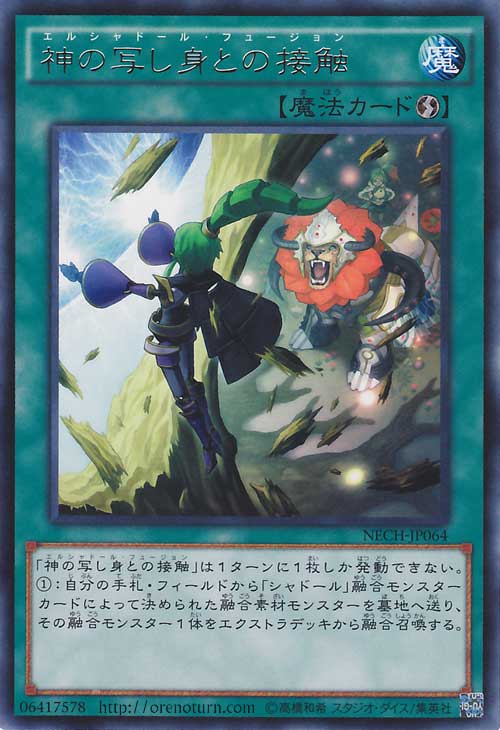 エルシャドール・フュージョン
神の写し身との接触
魔
【魔法カード】
NECH-JP064
「神の写し身との接触」は1ターンに1枚しか発動できない。
①:自分の手札・フィールドから「シャドール」融合モンスター
カードによって決められた融合素材モンスターを墓地へ送り、
その融合モンスター1体をエクストラデッキから融合召喚する。
06417578 http://orenoturn.com/ ©高橋和希 スタジオ・ダイス/集英社